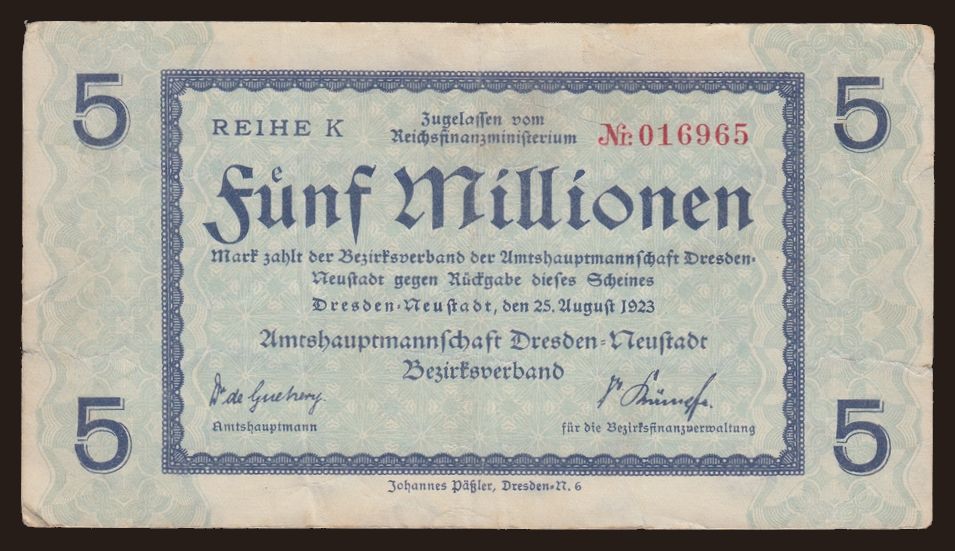 5 5
REIHE K
Zugelassen vom
Reichsfinanzministerium
Nr. 016965
Fünf Millionen
Mark zahlt der Bezirksverband der Amtshauptmannschaft Dresden-
Neustadt gegen Rückgabe dieses Scheines
Dresden-Neustadt, den 25. August 1923
Amtshauptmannschaft Dresden-Neustadt
Bezirksverband
Dr de
Amtshauptmann
für die Bezirksfinanzverwaltung
5 5
Johannes Päßler, Dresden-N. 6